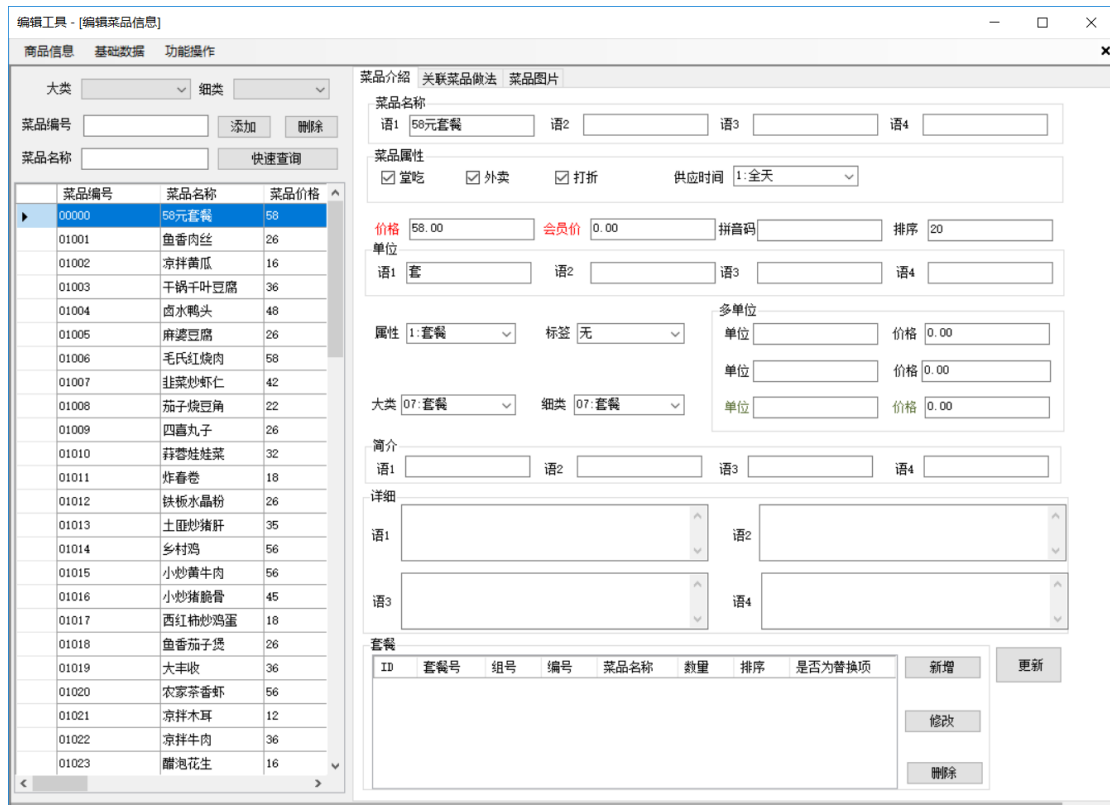 编辑工具 - [编辑菜品信息]
商品信息 基础数据 功能操作
大类 细类
菜品编号 添加 删除
菜品名称 快速查询
菜品编号 菜品名称 菜品价格
00000 58元套餐 58
01001 鱼香肉丝 26
01002 凉拌黄瓜 16
01003 干锅千叶豆腐 36
01004 卤水鸭头 48
01005 麻婆豆腐 26
01006 毛氏红烧肉 58
01007 韭菜炒虾仁 42
01008 茄子烧豆角 22
01009 四喜丸子 26
01010 蒜蓉娃娃菜 32
01011 炸春卷 18
01012 铁板水晶粉 26
01013 土匪炒猪肝 35
01014 乡村鸡 56
01015 小炒黄牛肉 56
01016 小炒猪脆骨 45
01017 西红柿炒鸡蛋 18
01018 鱼香茄子煲 26
01019 大丰收 36
01020 农家茶香虾 56
01021 凉拌木耳 12
01022 凉拌牛肉 36
01023 醋泡花生 16
菜品介绍 关联菜品做法 菜品图片
菜品名称
语1 58元套餐 语2 语3 语4
菜品属性
堂吃 外卖 打折 供应时间 1:全天
价格 58.00 会员价 0.00 拼音码 排序 20
单位
语1 套 语2 语3 语4
多单位
属性 1:套餐 标签 无 单位 价格 0.00
单位 价格 0.00
大类 07:套餐 细类 07:套餐 单位 价格 0.00
简介
语1 语2 语3 语4
详细
语1 语2
语3 语4
套餐
ID 套餐号 组号 编号 菜品名称 数量 排序 是否为替换项 新增 更新
修改
删除